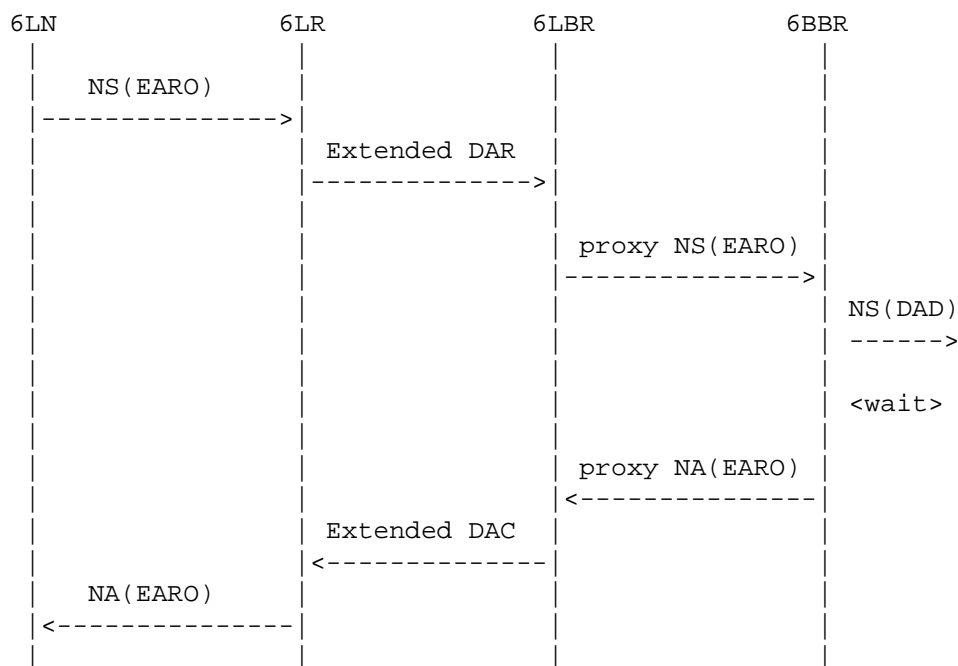 6LN 6LR 6LBR 6BBR
NS(EARO)
Extended DAR
proxy NS(EARO)
NS(DAD)
<wait>
proxy NA(EARO)
Extended DAC
NA(EARO)